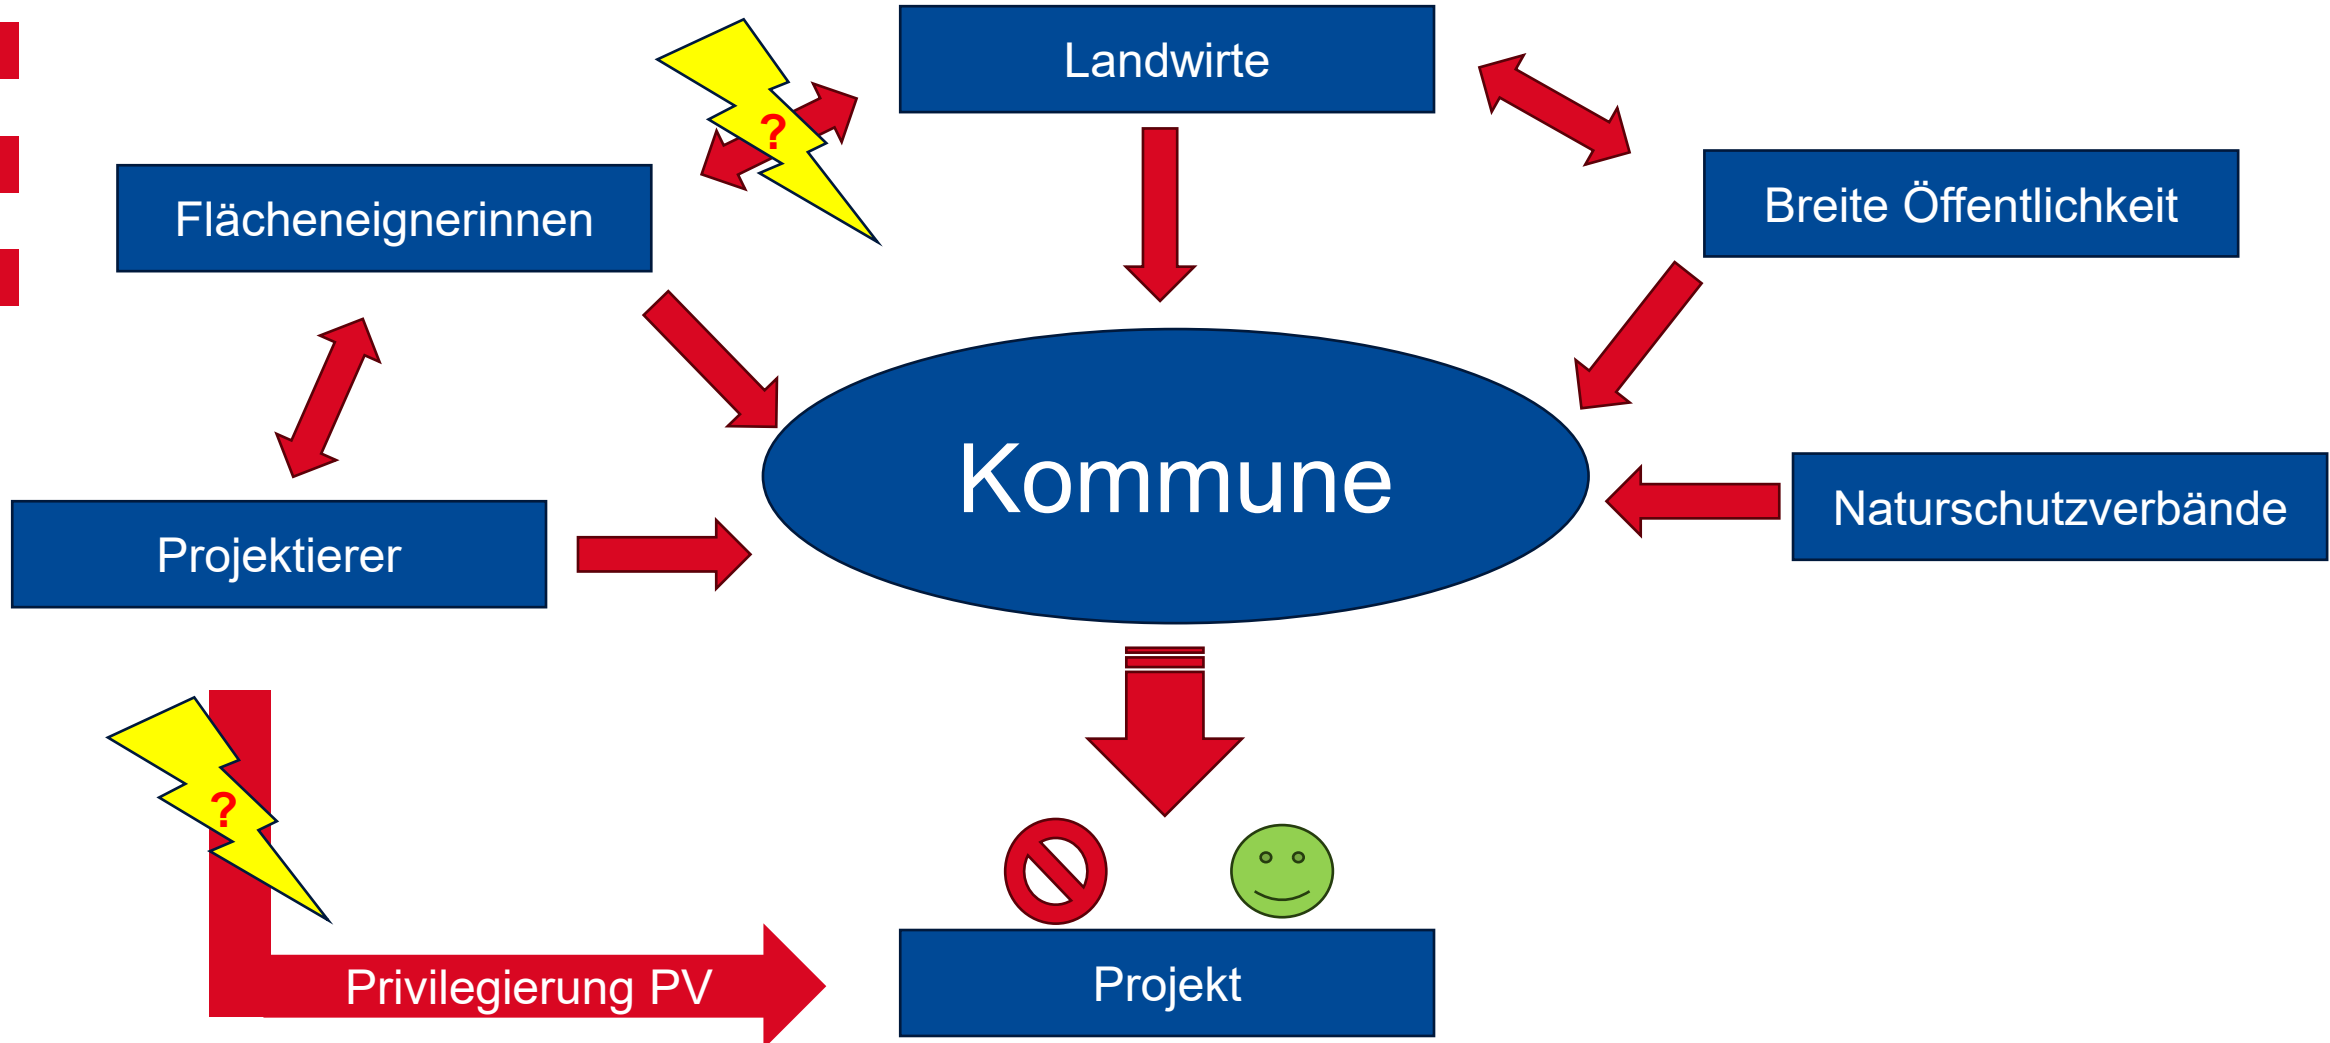 Landwirte
?
Flächeneignerinnen
Breite Öffentlichkeit
Kommune
Naturschutzverbände
Projektierer
?
Privilegierung PV
Projekt